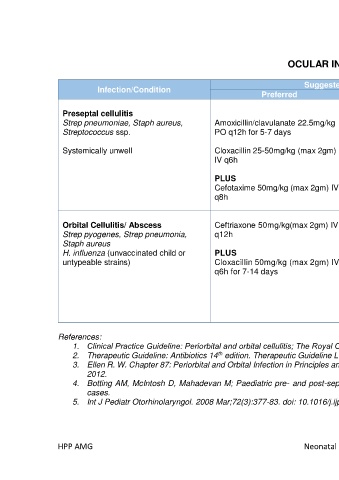 OCULAR IN
Suggeste
Infection/Condition
Preferred
Preseptal cellulitis
Strep pneumoniae, Staph aureus,
Streptococcus ssp.
Amoxicillin/clavulanate 22.5mg/kg
PO q12h for 5-7 days
Systemically unwell
Cloxacillin 25-50mg/kg (max 2gm)
IV q6h
PLUS
Cefotaxime 50mg/kg (max 2gm) IV
q8h
Orbital Cellulitis/ Abscess
Strep pyogenes, Strep pneumonia,
Staph aureus
H. influenza (unvaccinated child or
untypeable strains)
Ceftriaxone 50mg/kg(max 2gm) IV
q12h
PLUS
Cloxacillin 50mg/kg (max 2gm) IV
q6h for 7-14 days
References:
1. Clinical Practice Guideline: Periorbital and orbital cellulitis; The Royal C
2. Therapeutic Guideline: Antibiotics 14th edition. Therapeutic Guideline L
3. Ellen R. W. Chapter 87: Periorbital and Orbital Infection in Principles an
2012.
4. Botting AM, McIntosh D, Mahadevan M; Paediatric pre- and post-sep
cases.
5. Int J Pediatr Otorhinolaryngol. 2008 Mar;72(3):377-83. doi: 10.1016/j.ijp
HPP AMG
Neonatal